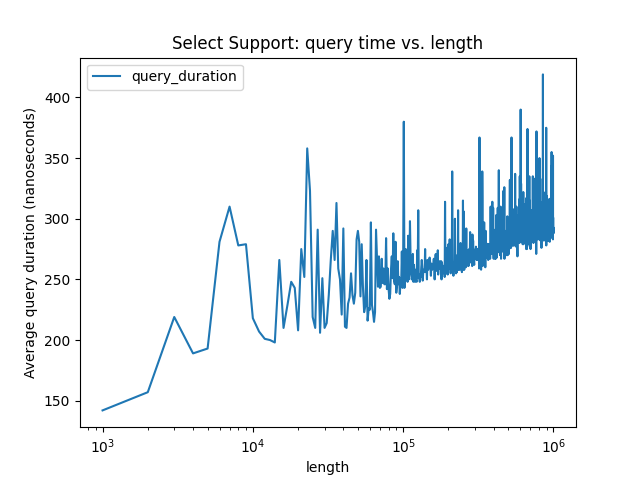 Select Support: query time vs. length
query_duration
Average query duration (nanoseconds)
400
350
300
250
200
150
10^3
10^4
10^5
10^6
length